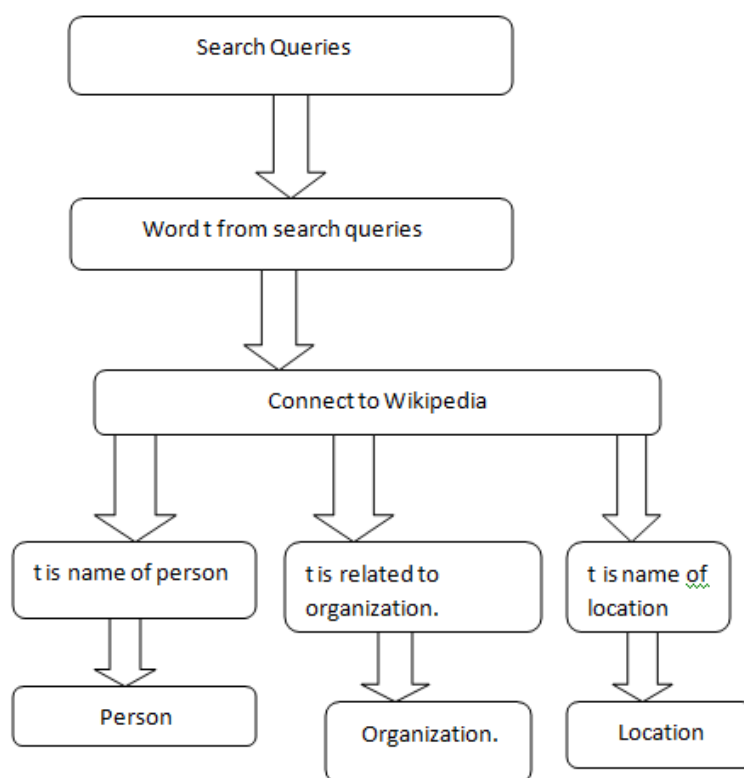 Search Queries
Word t from search queries
Connect to Wikipedia
t is name of person
t is related to
organization.
t is name of
location
Person
Organization.
Location